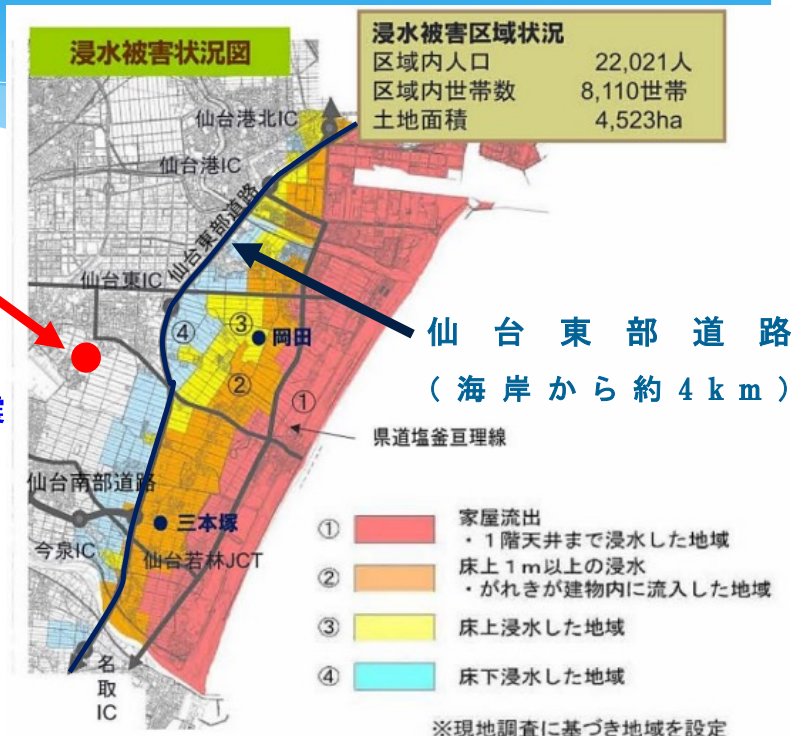 浸水被害状況図
浸水被害区域状況
区域内人口 22,021人
区域内世帯数 8,110世帯
土地面積 4,523ha
仙台港北IC
仙台港IC
仙台東部道路
仙台東IC
④
③
岡田
②
①
仙台東部道路
(海岸から約4km)
県道塩釜亘理線
仙台南部道路
三本塚
今泉IC
仙台若林JCT
名取IC
① 家屋流出
・1階天井まで浸水した地域
② 床上1m以上の浸水
・がれきが建物内に流入した地域
③ 床上浸水した地域
④ 床下浸水した地域
※現地調査に基づき地域を設定